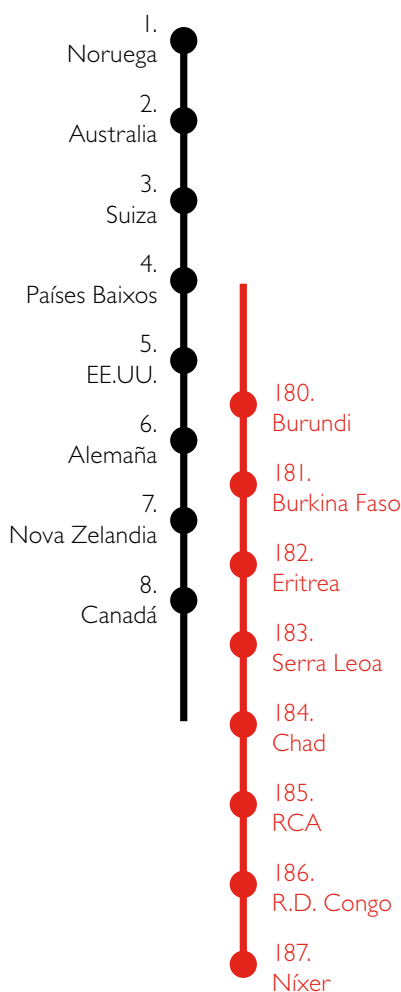 1.
Noruega
2.
Australia
3.
Suiza
4.
Países Baixos
5.
EE.UU.
6.
Alemaña
7.
Nova Zelandia
8.
Canadá
180.
Burundi
181.
Burkina Faso
182.
Eritrea
183.
Serra Leoa
184.
Chad
185.
RCA
186.
R.D. Congo
187.
Níxer